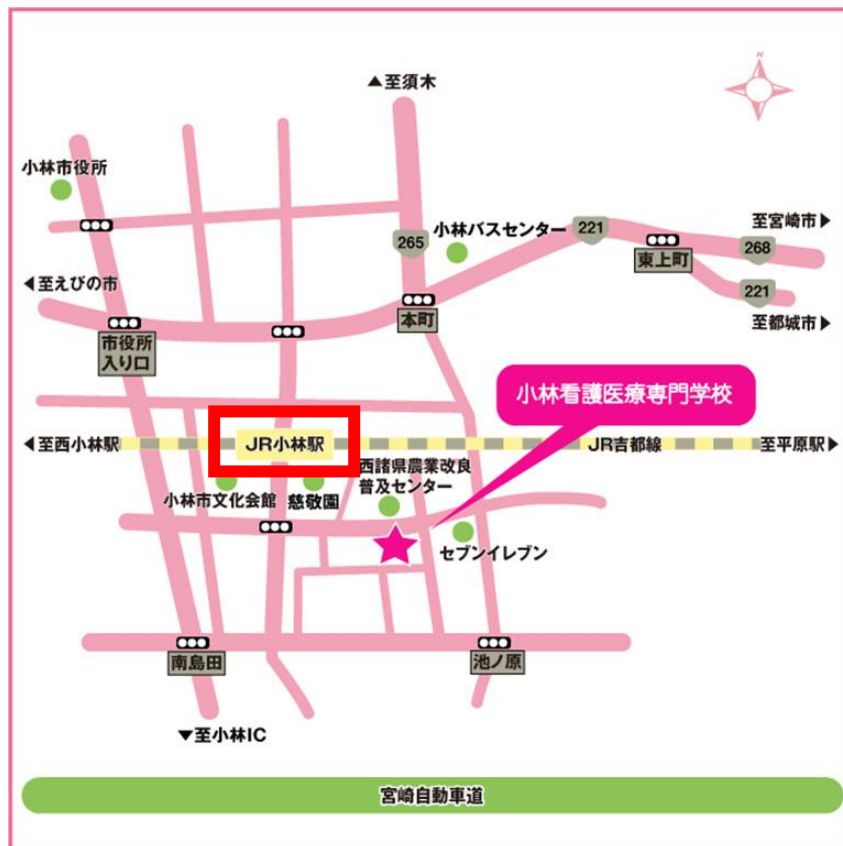 N
▲至須木
小林市役所
小林バスセンター
221
至宮崎市▶
265
東上町
268
◀至えびの市
221
本町
至都城市▶
市役所
入り口
小林看護医療専門学校
◀至西小林駅
JR小林駅
JR吉都線
至平原駅▶
西諸県農業改良
普及センター
小林市文化会館
慈敬園
セブンイレブン
南島田
池ノ原
▼至小林IC
宮崎自動車道